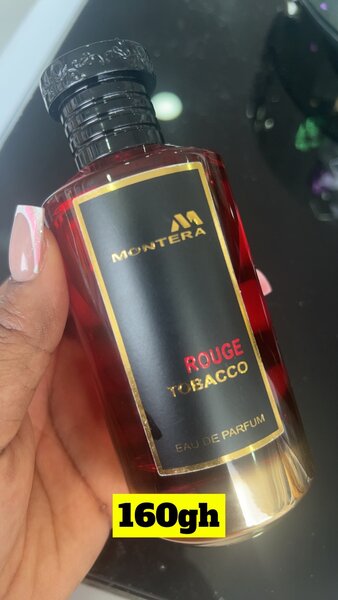 MONTERA
ROUGE
TOBACCO
EAU DE PARFUM
160gh